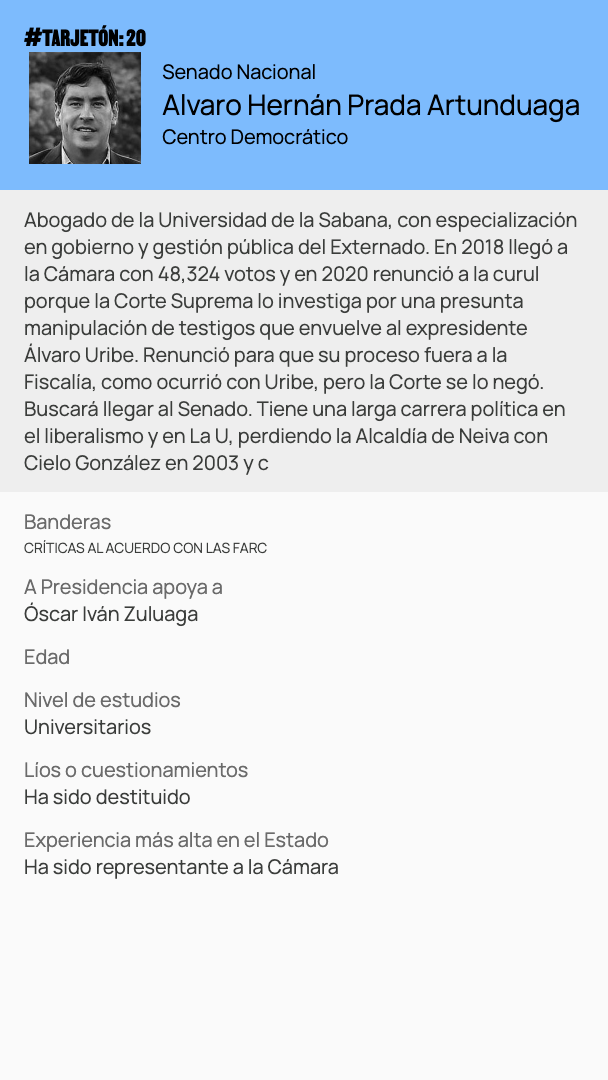 #TARJETÓN: 20
Senado Nacional
Alvaro Hernán Prada Artunduaga
Centro Democrático
Abogado de la Universidad de la Sabana, con especialización
en gobierno y gestión pública del Externado. En 2018 llegó a
la Cámara con 48,324 votos y en 2020 renunció a la curul
porque la Corte Suprema lo investiga por una presunta
manipulación de testigos que envuelve al expresidente
Álvaro Uribe. Renunció para que su proceso fuera a la
Fiscalía, como ocurrió con Uribe, pero la Corte se lo negó.
Buscará llegar al Senado. Tiene una larga carrera política en
el liberalismo y en La U, perdiendo la Alcaldía de Neiva con
Cielo González en 2003 y c
Banderas
CRÍTICAS AL ACUERDO CON LAS FARC
A Presidencia apoya a
Óscar Iván Zuluaga
Edad
Nivel de estudios
Universitarios
Líos o cuestionamientos
Ha sido destituido
Experiencia más alta en el Estado
Ha sido representante a la Cámara